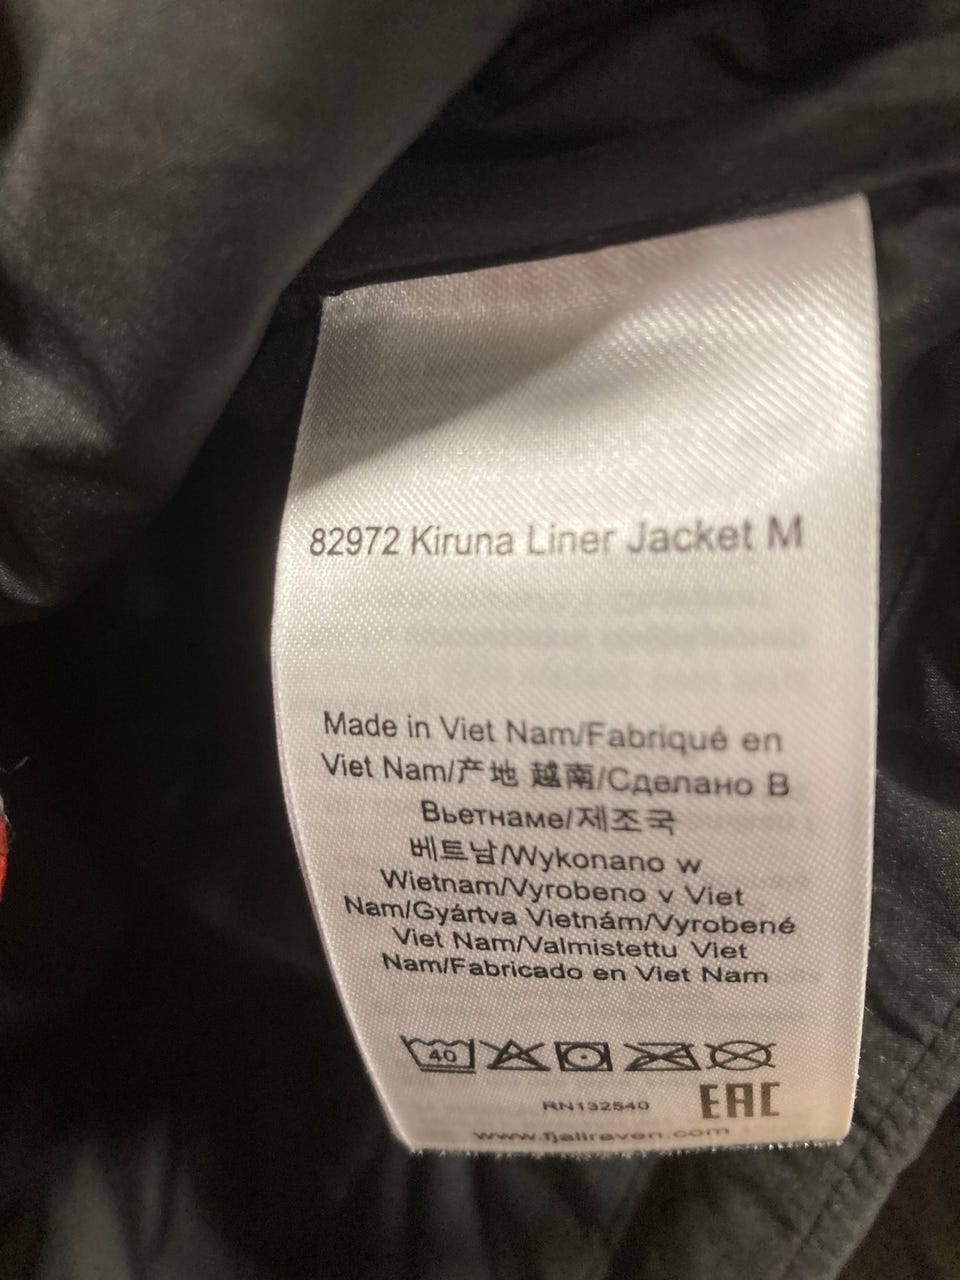 82972 Kiruna Liner Jacket M
Made in Viet Nam/Fabriqué en
Viet Nam/产地 越南/Сделано В
Вьетнаме/제조국
베트남/Wykonano w
Wietnam/Vyrobeno v Viet
Nam/Gyártva Vietnám/Vyrobené
Viet Nam/Valmistettu Viet
Nam/Fabricado en Viet Nam
40
RN132540 EAC
www.fjallraven.com